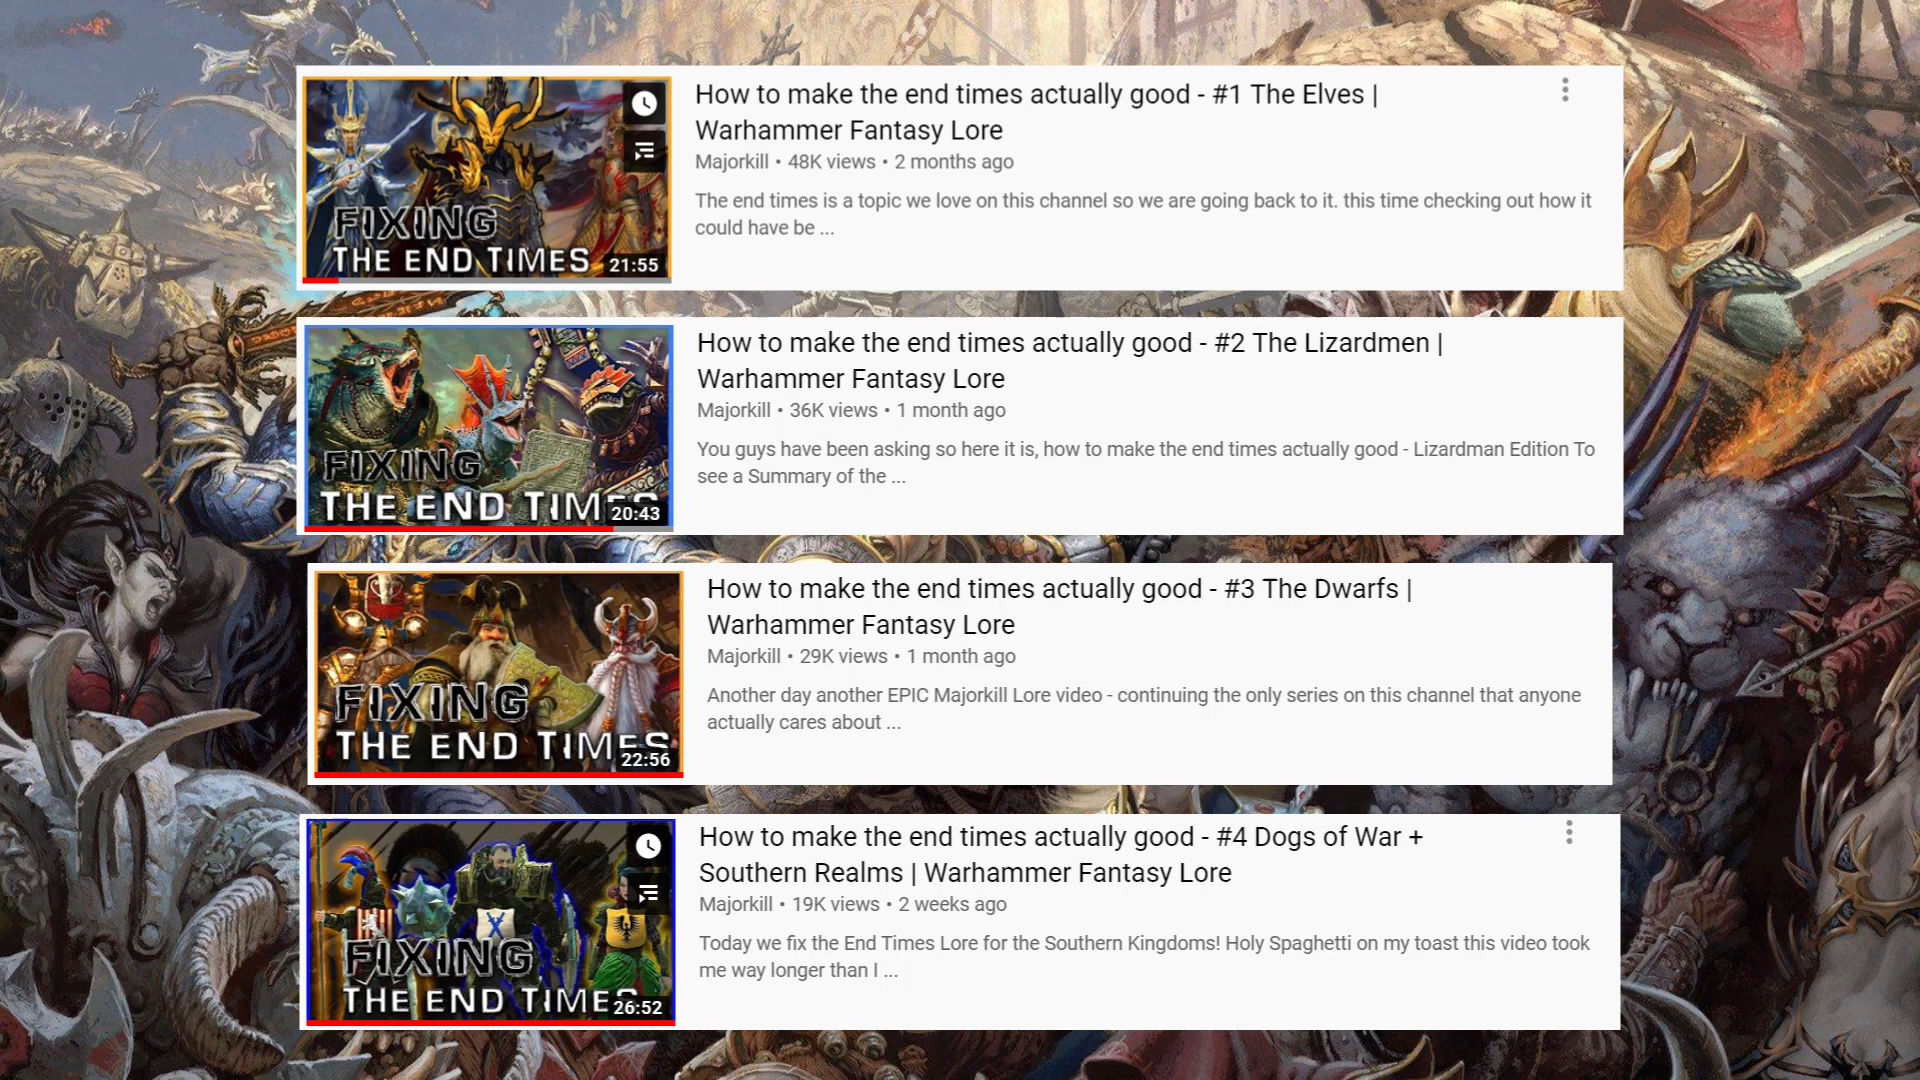 FIXING
THE END TIMES
21:55
How to make the end times actually good - #1 The Elves |
Warhammer Fantasy Lore
Majorkill • 48K views • 2 months ago
The end times is a topic we love on this channel so we are going back to it. this time checking out how it
could have be ...
FIXING
THE END TIMES
20:43
How to make the end times actually good - #2 The Lizardmen |
Warhammer Fantasy Lore
Majorkill • 36K views • 1 month ago
You guys have been asking so here it is, how to make the end times actually good - Lizardman Edition To
see a Summary of the ...
FIXING
THE END TIMES
22:56
How to make the end times actually good - #3 The Dwarfs |
Warhammer Fantasy Lore
Majorkill • 29K views • 1 month ago
Another day another EPIC Majorkill Lore video - continuing the only series on this channel that anyone
actually cares about ...
FIXING
THE END TIMES
26:52
How to make the end times actually good - #4 Dogs of War +
Southern Realms | Warhammer Fantasy Lore
Majorkill • 19K views • 2 weeks ago
Today we fix the End Times Lore for the Southern Kingdoms! Holy Spaghetti on my toast this video took
me way longer than I ...